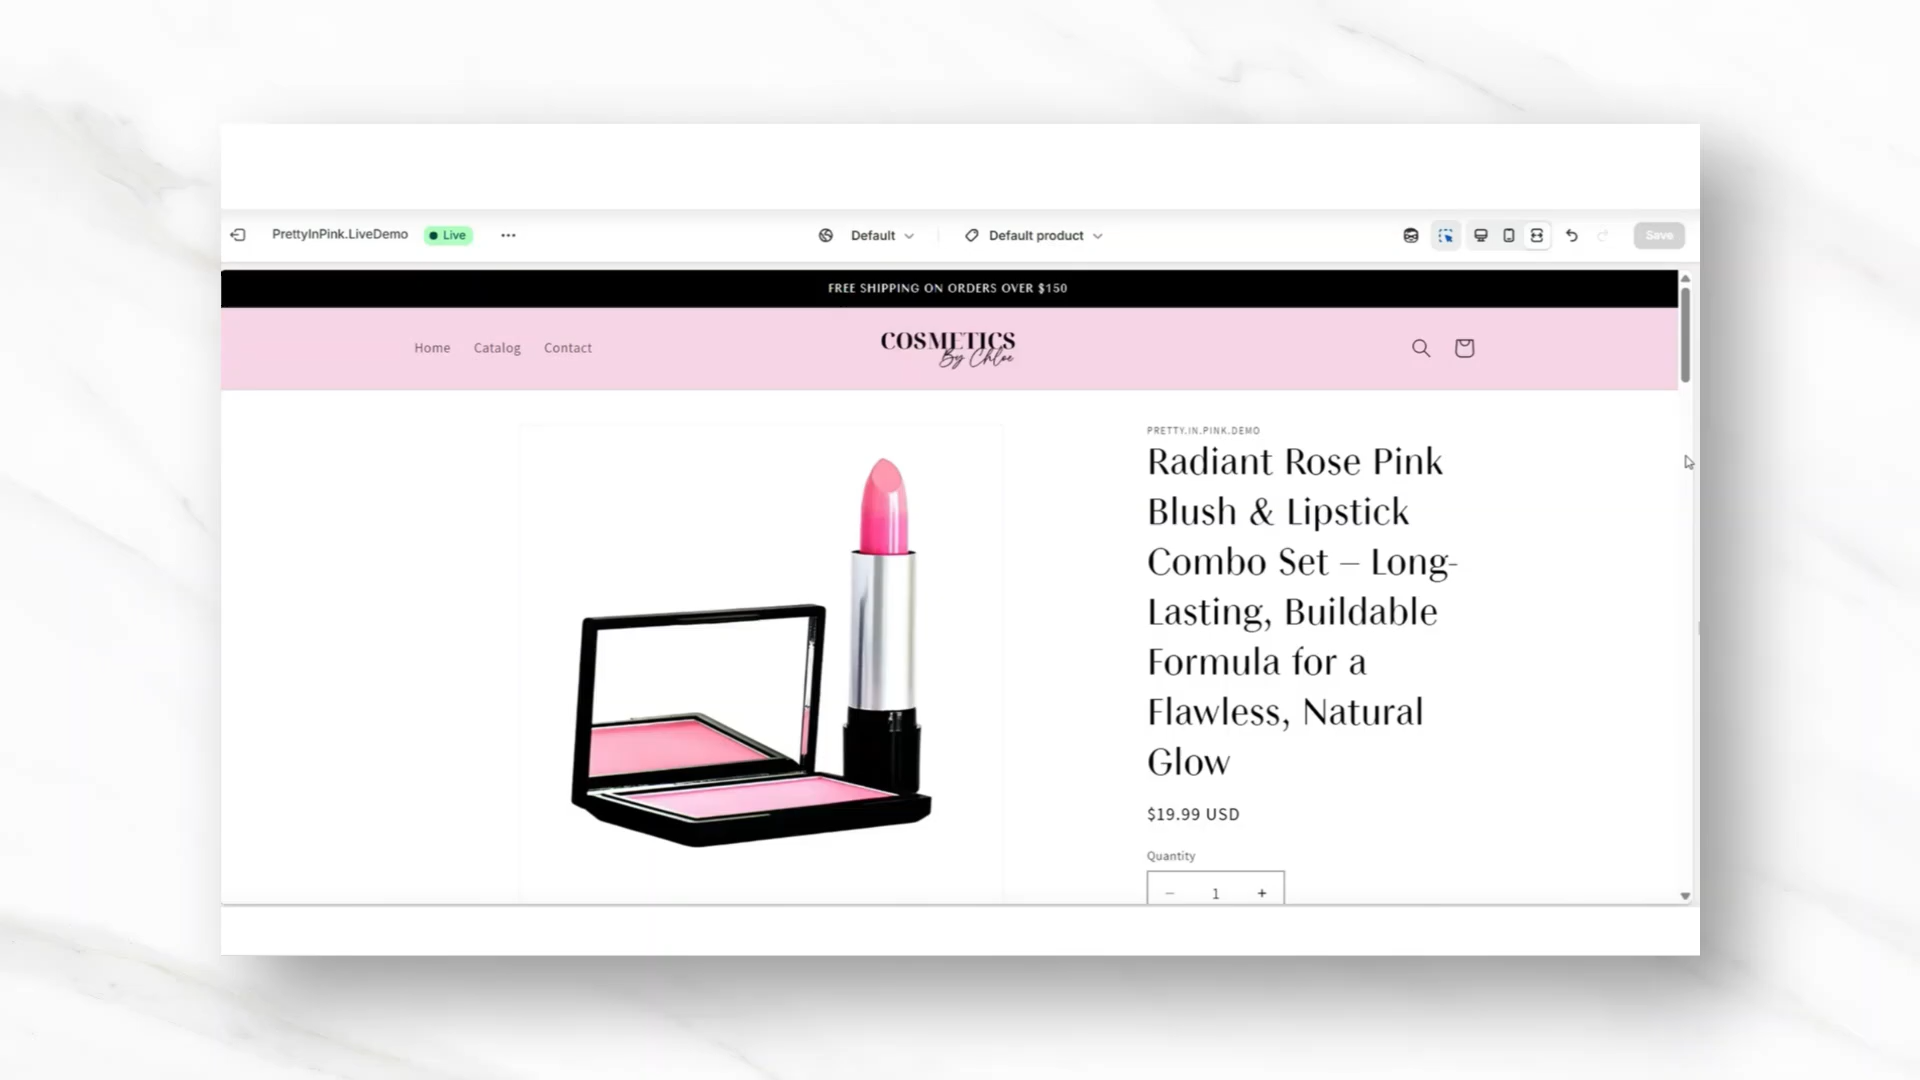 PrettyInPink.LiveDemo
Live
Default
Default product
Save
FREE SHIPPING ON ORDERS OVER $150
Home
Catalog
Contact
COSMETICS
By Chloe
PRETTY.IN.PINK.DEMO
Radiant Rose Pink
Blush & Lipstick
Combo Set – Long-
Lasting, Buildable
Formula for a
Flawless, Natural
Glow
$19.99 USD
Quantity
− 1 +